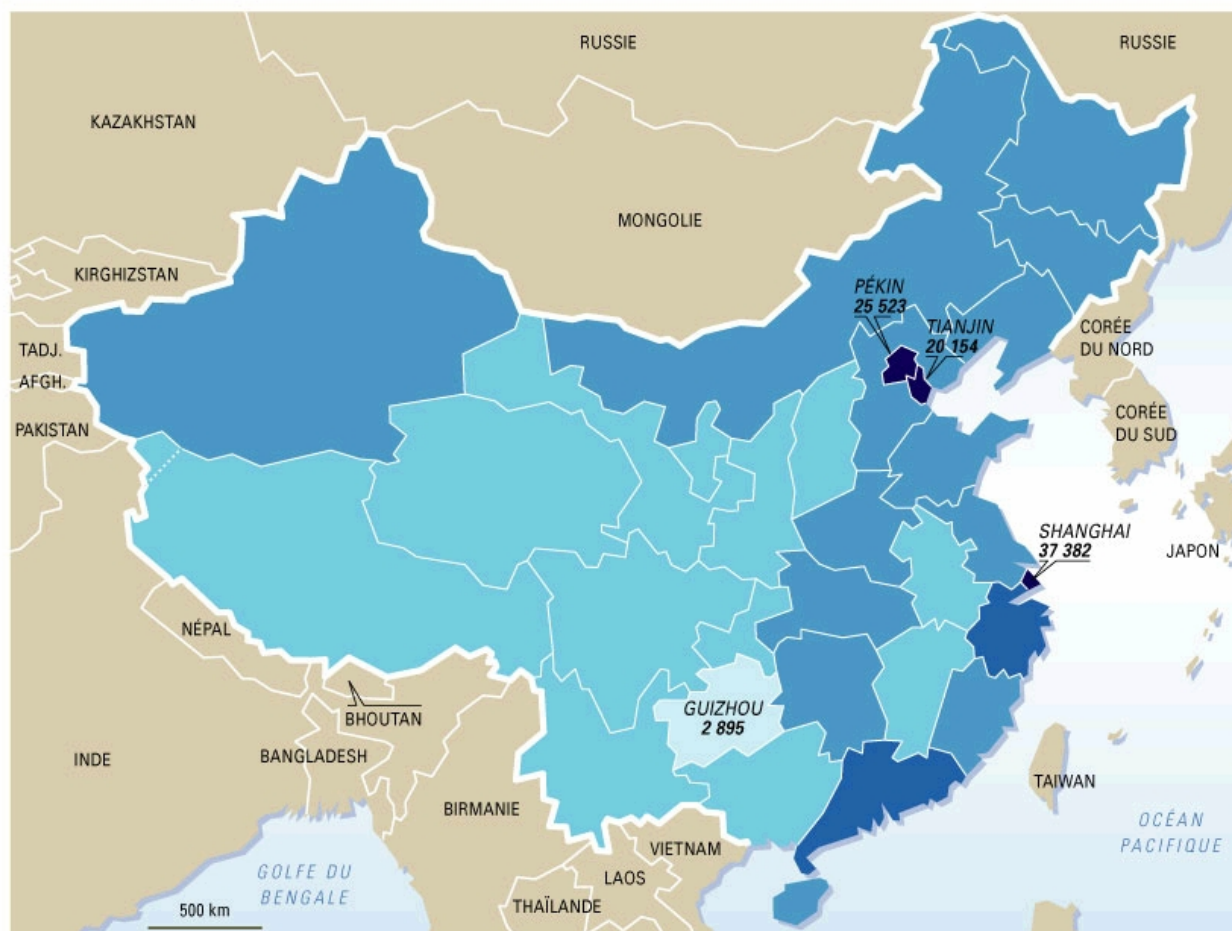 RUSSIE
RUSSIE
KAZAKHSTAN
MONGOLIE
KIRGHIZSTAN
PÉKIN
25 523
TIANJIN
20 154
TADJ.
AFGH.
CORÉE
DU NORD
PAKISTAN
CORÉE
DU SUD
SHANGHAI
37 382
JAPON
NÉPAL
GUIZHOU
2 895
BHOUTAN
INDE
BANGLADESH
TAIWAN
BIRMANIE
OCÉAN
PACIFIQUE
VIETNAM
GOLFE DU
BENGALE
LAOS
THAÏLANDE
500 km